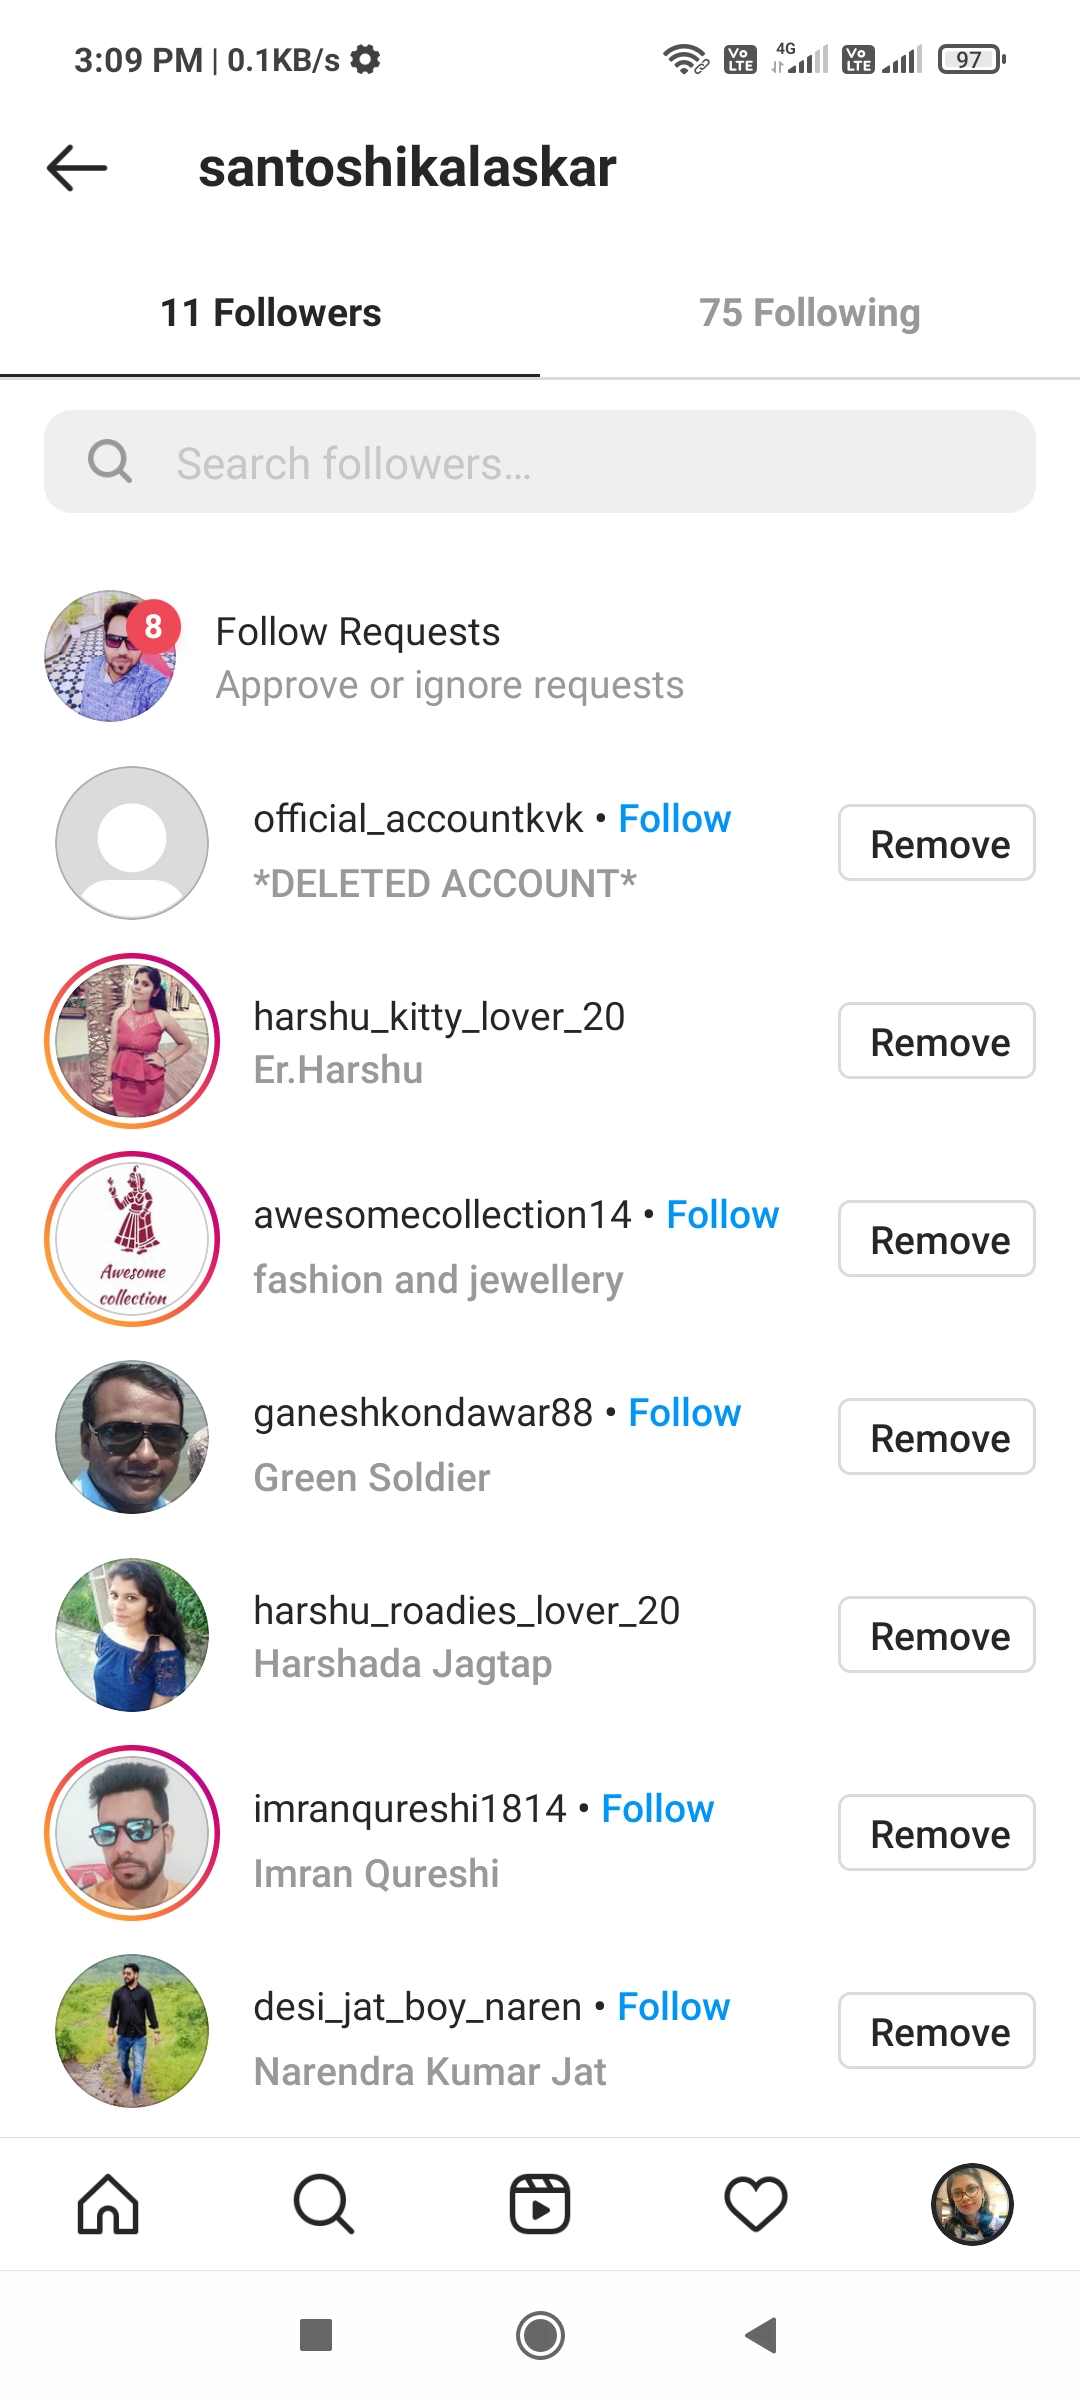 3:09 PM | 0.1KB/s
Vo LTE 4G Vo LTE 97
santoshikalaskar
11 Followers 75 Following
Search followers...
8
Follow Requests
Approve or ignore requests
official_accountkvk • Follow
*DELETED ACCOUNT*
Remove
harshu_kitty_lover_20
Er.Harshu
Remove
Awesome
collection
awesomecollection14 • Follow
fashion and jewellery
Remove
ganeshkondawar88 • Follow
Green Soldier
Remove
harshu_roadies_lover_20
Harshada Jagtap
Remove
imranqureshi1814 • Follow
Imran Qureshi
Remove
desi_jat_boy_naren • Follow
Narendra Kumar Jat
Remove